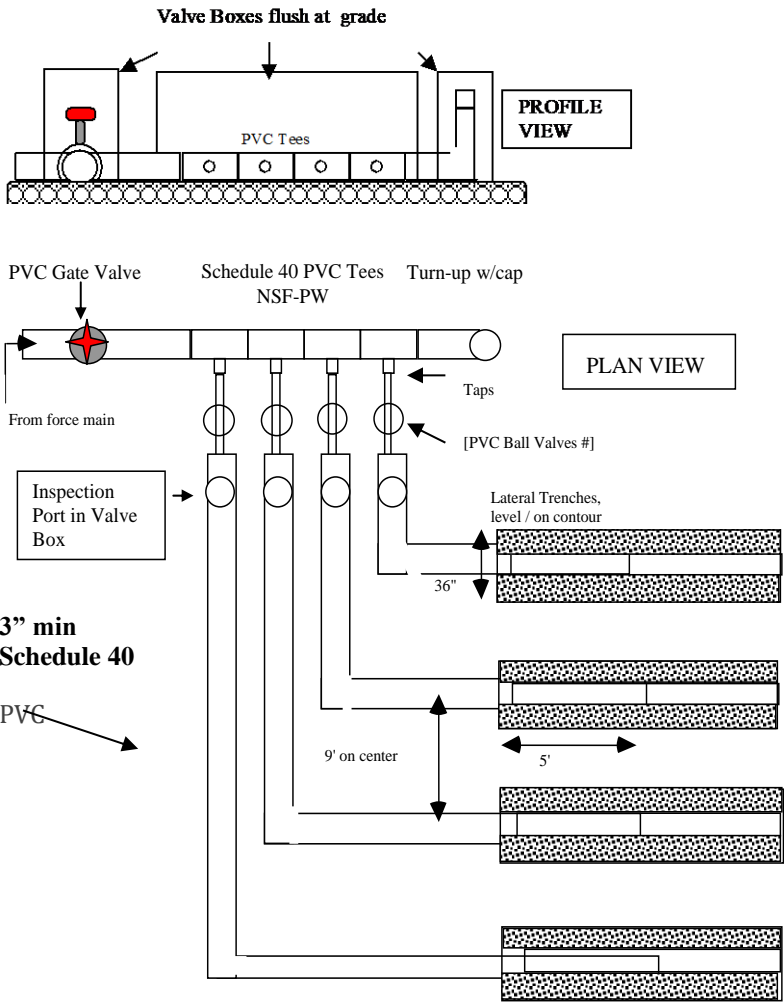 Valve Boxes flush at grade
PROFILE
VIEW
PVC Tees
PVC Gate Valve
Schedule 40 PVC Tees
NSF-PW
Turn-up w/cap
PLAN VIEW
Taps
From force main
[PVC Ball Valves #]
Inspection
Port in Valve
Box
Lateral Trenches,
level / on contour
36"
3” min
Schedule 40
PVC
9' on center
5'